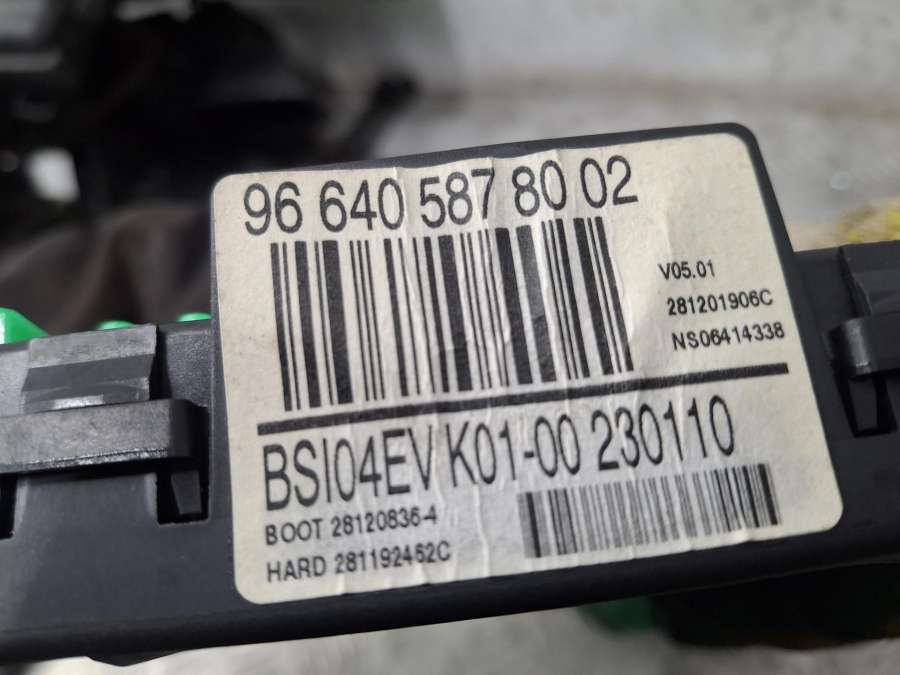 96 640 587 80 02
V05.01
281201906C
NS06414338
BSI04EV K01-00 230110
BOOT 28120836-4
HARD 281192452C